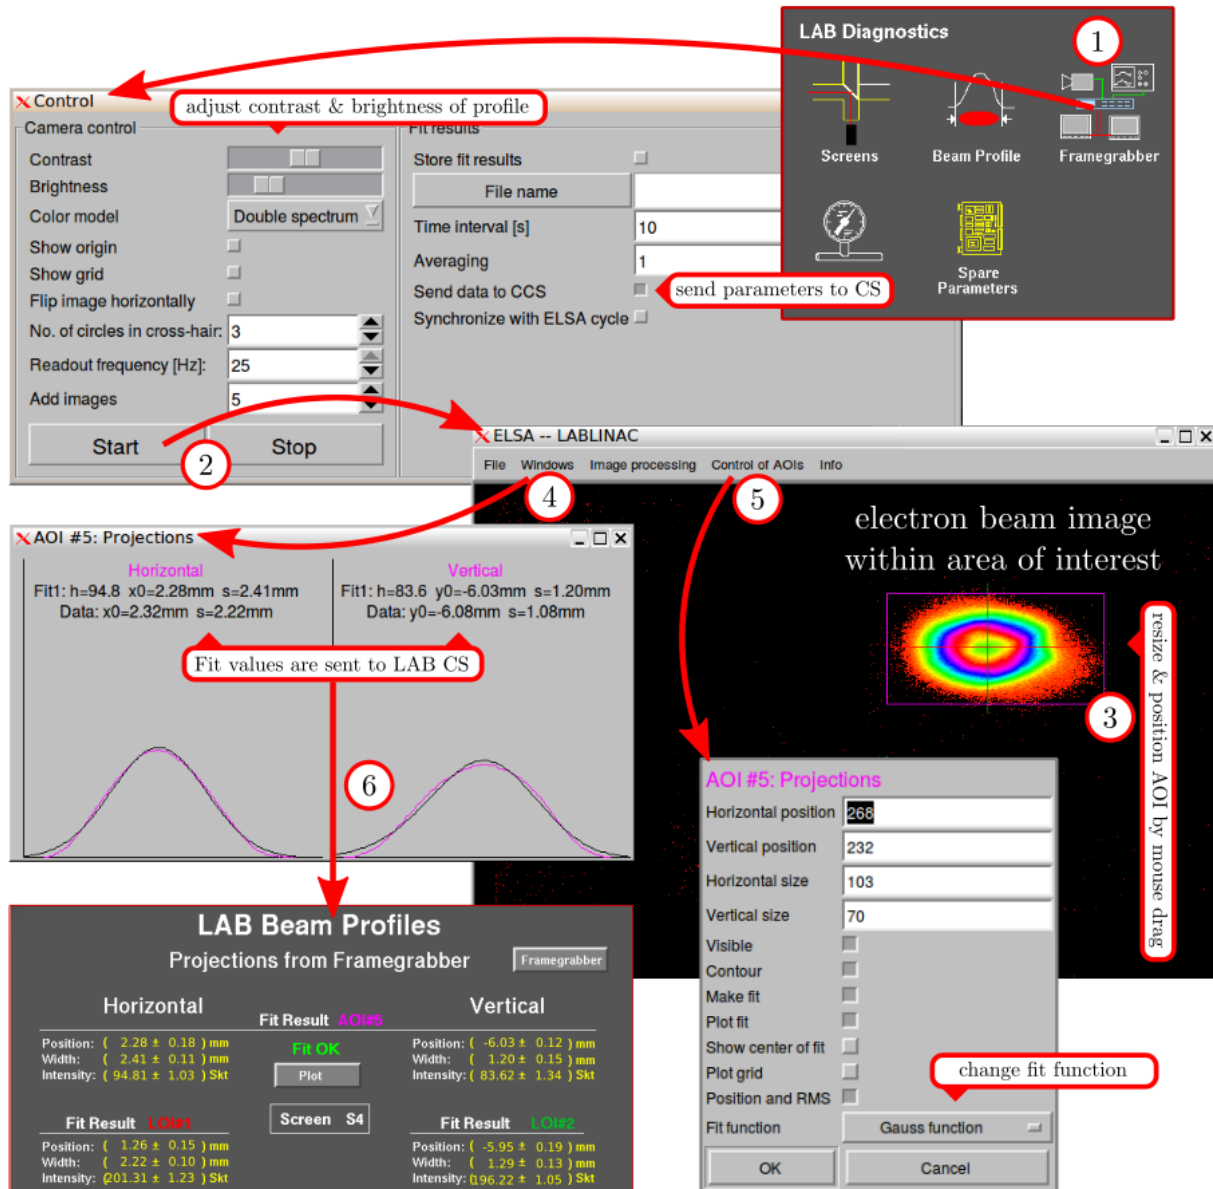 LAB Diagnostics
1
Screens
Beam Profile
Framegrabber
Spare
Parameters
Control
adjust contrast & brightness of profile
Camera control
Contrast
Brightness
Color model
Double spectrum
Show origin
Show grid
Flip image horizontally
No. of circles in cross-hair:
3
Readout frequency [Hz]:
25
Add images
5
Start
Stop
2
Fit results
Store fit results
File name
Time interval [s]
10
Averaging
1
Send data to CCS
send parameters to CS
Synchronize with ELSA cycle
ELSA -- LABLINAC
File Windows Image processing Control of AOIs Info
4
5
electron beam image
within area of interest
3
resize & position AOI by mouse drag
AOI #5: Projections
Horizontal
Fit1: h=94.8 x0=2.28mm s=2.41mm
Data: x0=2.32mm s=2.22mm
Vertical
Fit1: h=83.6 y0=-6.03mm s=1.20mm
Data: y0=-6.08mm s=1.08mm
Fit values are sent to LAB CS
6
AOI #5: Projections
Horizontal position
268
Vertical position
232
Horizontal size
103
Vertical size
70
Visible
Contour
Make fit
Plot fit
Show center of fit
Plot grid
Position and RMS
change fit function
Fit function
Gauss function
OK
Cancel
LAB Beam Profiles
Projections from Framegrabber
Framegrabber
Horizontal
Position: ( 2.28 ± 0.18 ) mm
Width: ( 2.41 ± 0.11 ) mm
Intensity: ( 94.81 ± 1.03 ) Skt
Fit Result AOI#5
Fit OK
Plot
Screen S4
Vertical
Position: ( -6.03 ± 0.12 ) mm
Width: ( 1.20 ± 0.15 ) mm
Intensity: ( 83.62 ± 1.34 ) Skt
Fit Result LOI#1
Position: ( 1.26 ± 0.15 ) mm
Width: ( 2.22 ± 0.10 ) mm
Intensity: (201.31 ± 1.23 ) Skt
Fit Result LOI#2
Position: ( -5.95 ± 0.19 ) mm
Width: ( 1.29 ± 0.13 ) mm
Intensity: (196.22 ± 1.05 ) Skt